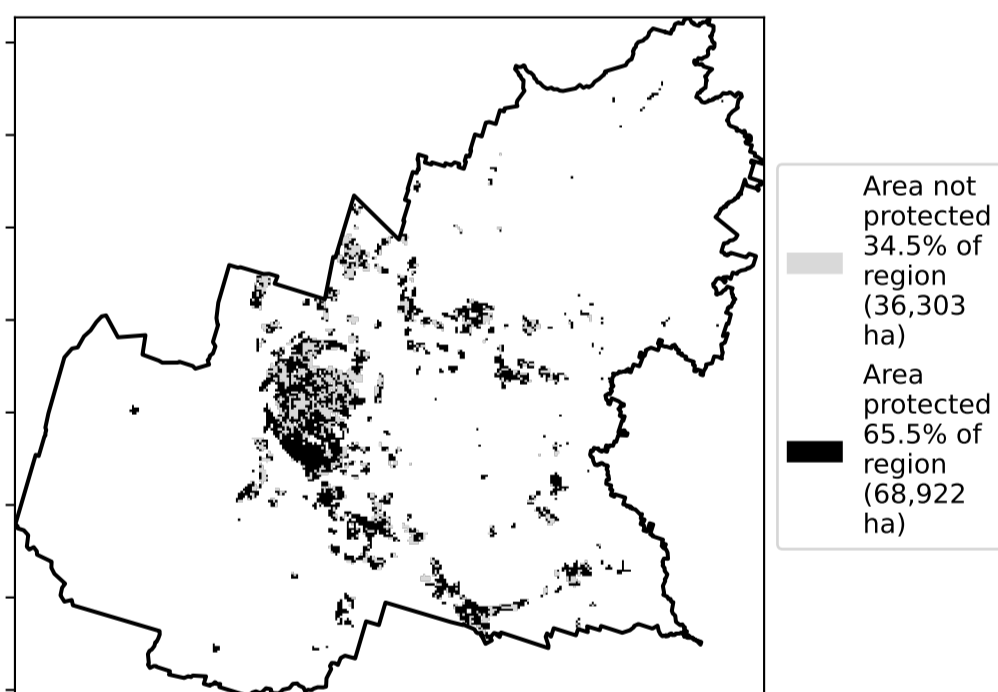 Area not
protected
34.5% of
region
(36,303
ha)
Area
protected
65.5% of
region
(68,922
ha)